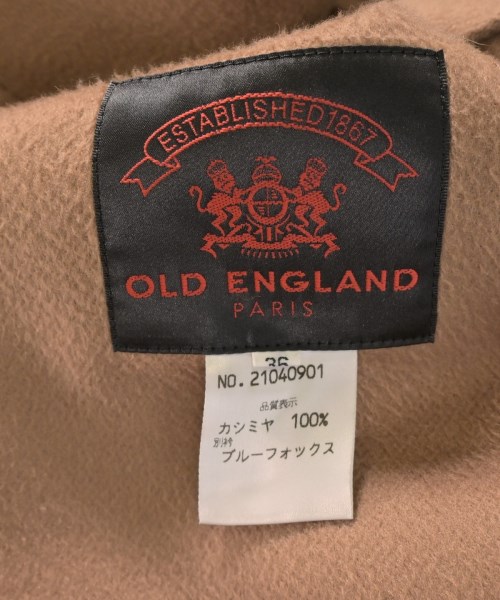 ESTABLISHED 1867
OLD ENGLAND
PARIS
36
NO. 21040901
品質表示
カシミヤ 100%
別衿
ブルーフォックス